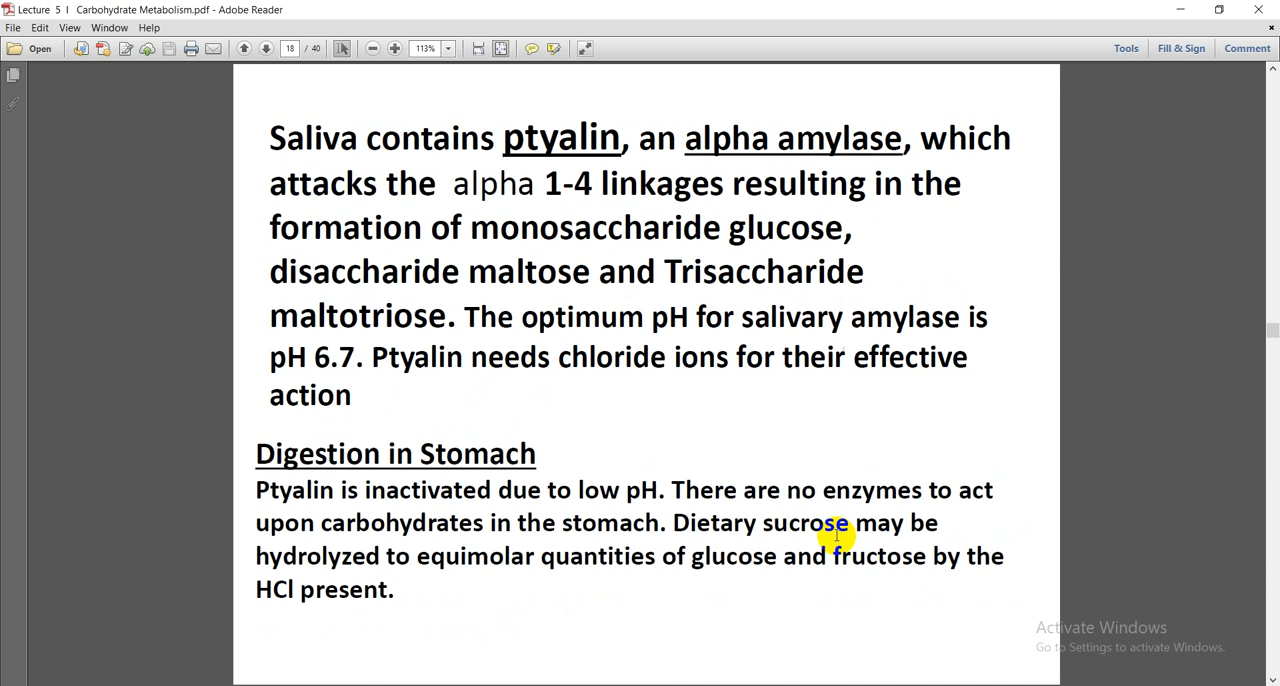 Lecture 5 I Carbohydrate Metabolism.pdf - Adobe Reader
File Edit View Window Help
Open 18 / 40 113% Tools Fill & Sign Comment
Saliva contains ptyalin, an alpha amylase, which
attacks the alpha 1-4 linkages resulting in the
formation of monosaccharide glucose,
disaccharide maltose and Trisaccharide
maltotriose. The optimum pH for salivary amylase is
pH 6.7. Ptyalin needs chloride ions for their effective
action
Digestion in Stomach
Ptyalin is inactivated due to low pH. There are no enzymes to act
upon carbohydrates in the stomach. Dietary sucrose may be
hydrolyzed to equimolar quantities of glucose and fructose by the
HCl present.
Activate Windows
Go to Settings to activate Windows.